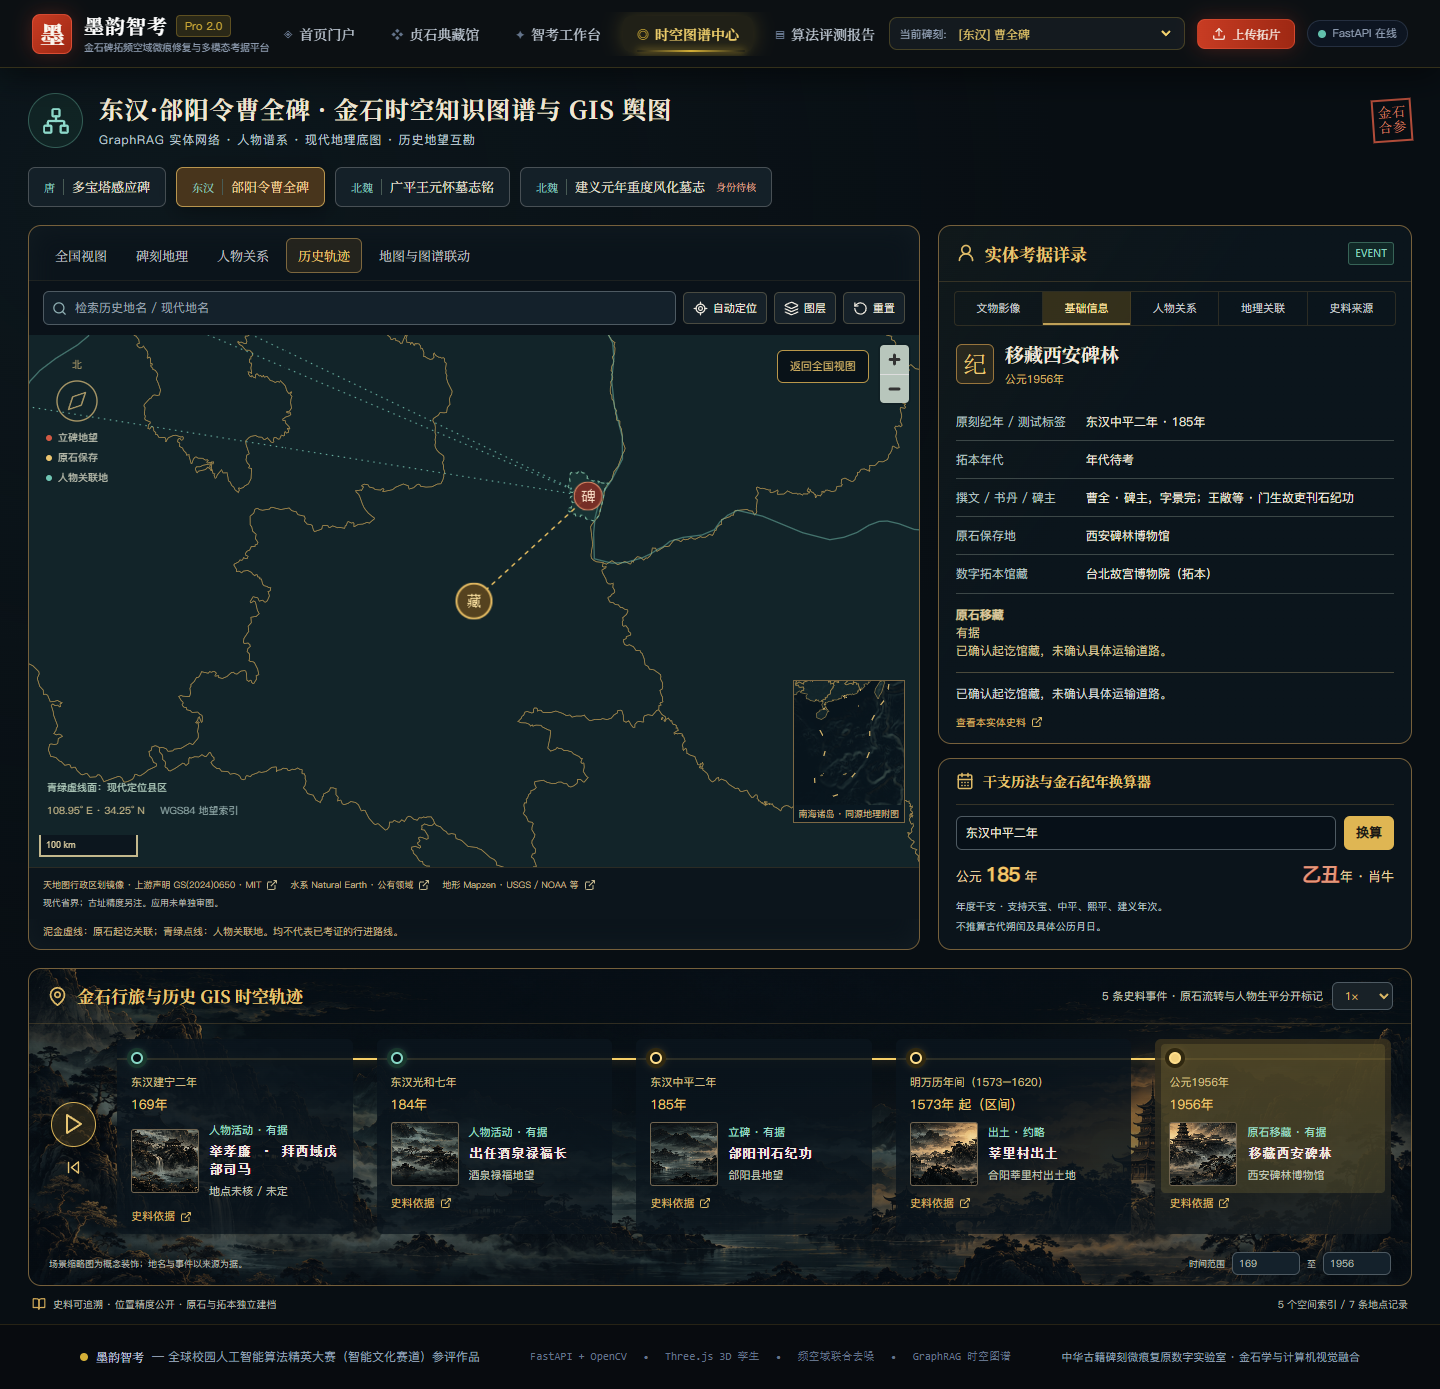 墨 墨韵智考 Pro 2.0
金石碑拓频空域微痕修复与多模态考据平台
首页门户 贞石典藏馆 智考工作台 时空图谱中心 算法评测报告
当前碑刻: [东汉] 曹全碑
上传拓片
FastAPI 在线
东汉·郃阳令曹全碑 · 金石时空知识图谱与 GIS 舆图
GraphRAG 实体网络 · 人物谱系 · 现代地理底图 · 历史地望互勘
金石
合参
唐 多宝塔感应碑
东汉 郃阳令曹全碑
北魏 广平王元怀墓志铭
北魏 建义元年重度风化墓志 身份待核
全国视图 碑刻地理 人物关系 历史轨迹 地图与图谱联动
检索历史地名 / 现代地名
自动定位 图层 重置
北
返回全国视图
+
−
立碑地望
原石保存
人物关联地
碑
藏
青绿虚线面：现代定位县区
108.95° E · 34.25° N WGS84 地望索引
100 km
南海诸岛 · 同源地理附图
天地图行政区划镜像 · 上游声明 GS(2024)0650 · MIT 水系 Natural Earth · 公有领域 地形 Mapzen · USGS / NOAA 等
现代省界；古址精度另注。应用未单独审图。
泥金虚线：原石起讫关联；青绿点线：人物关联地。均不代表已考证的行进路线。
实体考据详录 EVENT
文物影像 基础信息 人物关系 地理关联 史料来源
纪 移藏西安碑林
公元1956年
原刻纪年 / 测试标签 东汉中平二年 · 185年
拓本年代 年代待考
撰文 / 书丹 / 碑主 曹全 · 碑主，字景完；王敞等 · 门生故吏刊石纪功
原石保存地 西安碑林博物馆
数字拓本馆藏 台北故宫博物院（拓本）
原石移藏
有据
已确认起讫馆藏，未确认具体运输道路。
已确认起讫馆藏，未确认具体运输道路。
查看本实体史料
干支历法与金石纪年换算器
东汉中平二年 换算
公元 185 年 乙丑年 · 肖牛
年度干支 · 支持天宝、中平、熙平、建义年次。
不推算古代朔闰及具体公历月日。
金石行旅与历史 GIS 时空轨迹
5 条史料事件 · 原石流转与人物生平分开标记 1×
东汉建宁二年
169年
人物活动 · 有据
举孝廉 · 拜西域戊
部司马
地点未核 / 未定
史料依据
东汉光和七年
184年
人物活动 · 有据
出任酒泉禄福长
酒泉禄福地望
史料依据
东汉中平二年
185年
立碑 · 有据
郃阳刊石纪功
郃阳县地望
史料依据
明万历年间（1573—1620）
1573年 起（区间）
出土 · 约略
莘里村出土
合阳莘里村出土地
史料依据
公元1956年
1956年
原石移藏 · 有据
移藏西安碑林
西安碑林博物馆
史料依据
场景缩略图为概念装饰；地名与事件以来源为据。
时间范围 169 至 1956
史料可追溯 · 位置精度公开 · 原石与拓本独立建档
5 个空间索引 / 7 条地点记录
墨韵智考 — 全球校园人工智能算法精英大赛（智能文化赛道）参评作品
FastAPI + OpenCV • Three.js 3D 孪生 • 频空域联合去噪 • GraphRAG 时空图谱
中华古籍碑刻微痕复原数字实验室 · 金石学与计算机视觉融合